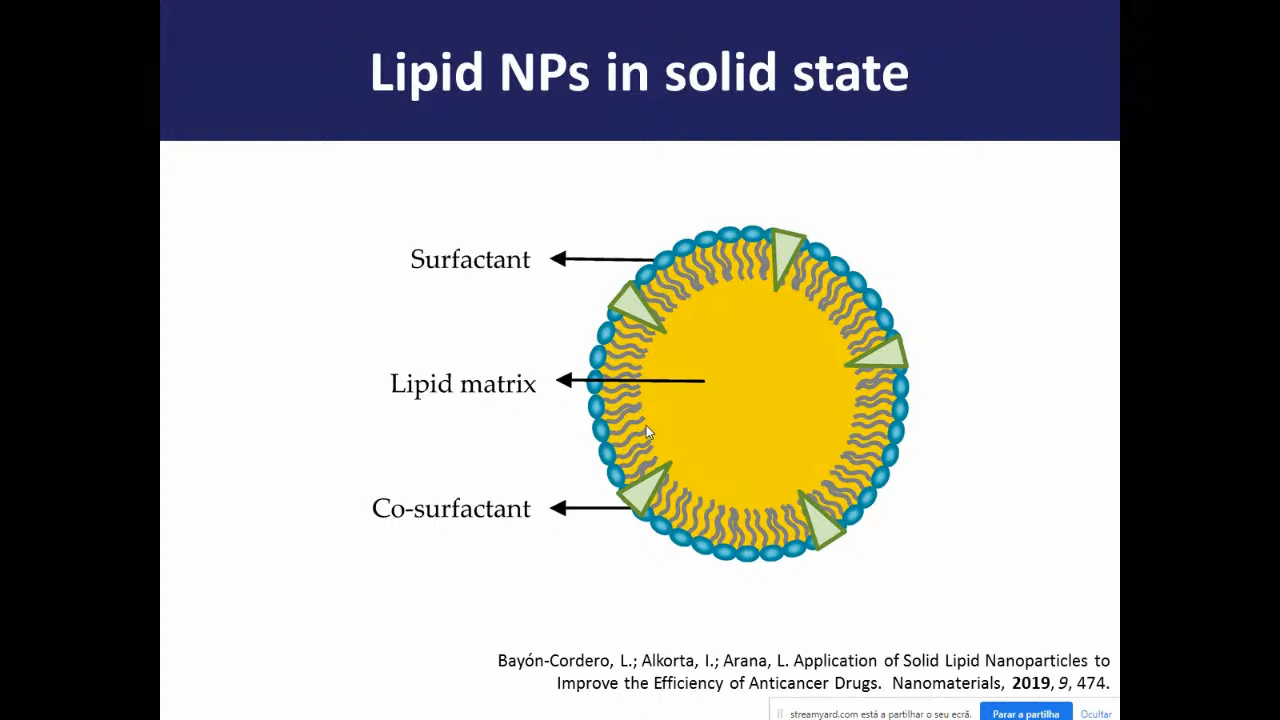 Lipid NPs in solid state
Surfactant
Lipid matrix
Co-surfactant
Bayón-Cordero, L.; Alkorta, I.; Arana, L. Application of Solid Lipid Nanoparticles to
Improve the Efficiency of Anticancer Drugs. Nanomaterials, 2019, 9, 474.
streamyard.com está a partilhar o seu ecrã. Parar a partilha Ocultar